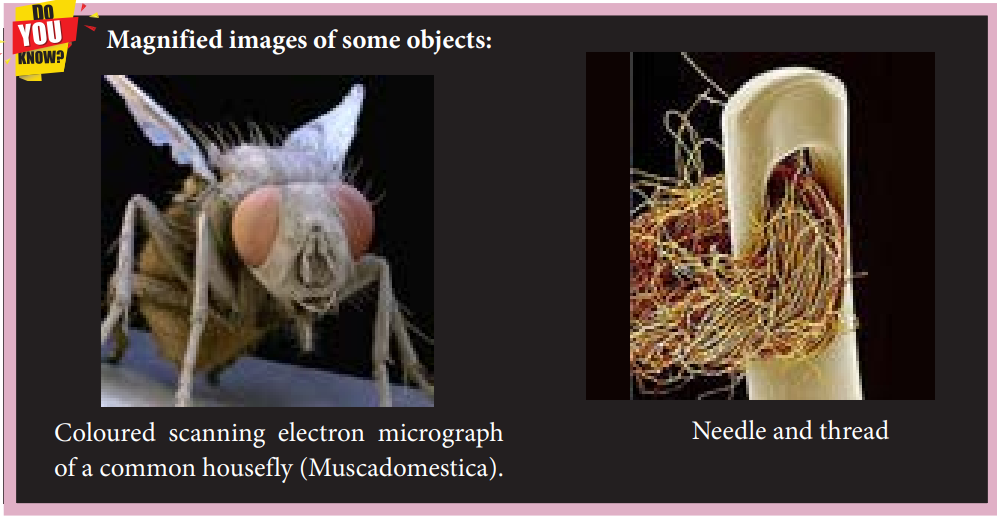 DO
YOU
KNOW?
Magnified images of some objects:
Coloured scanning electron micrograph
of a common housefly (Muscadomestica).
Needle and thread